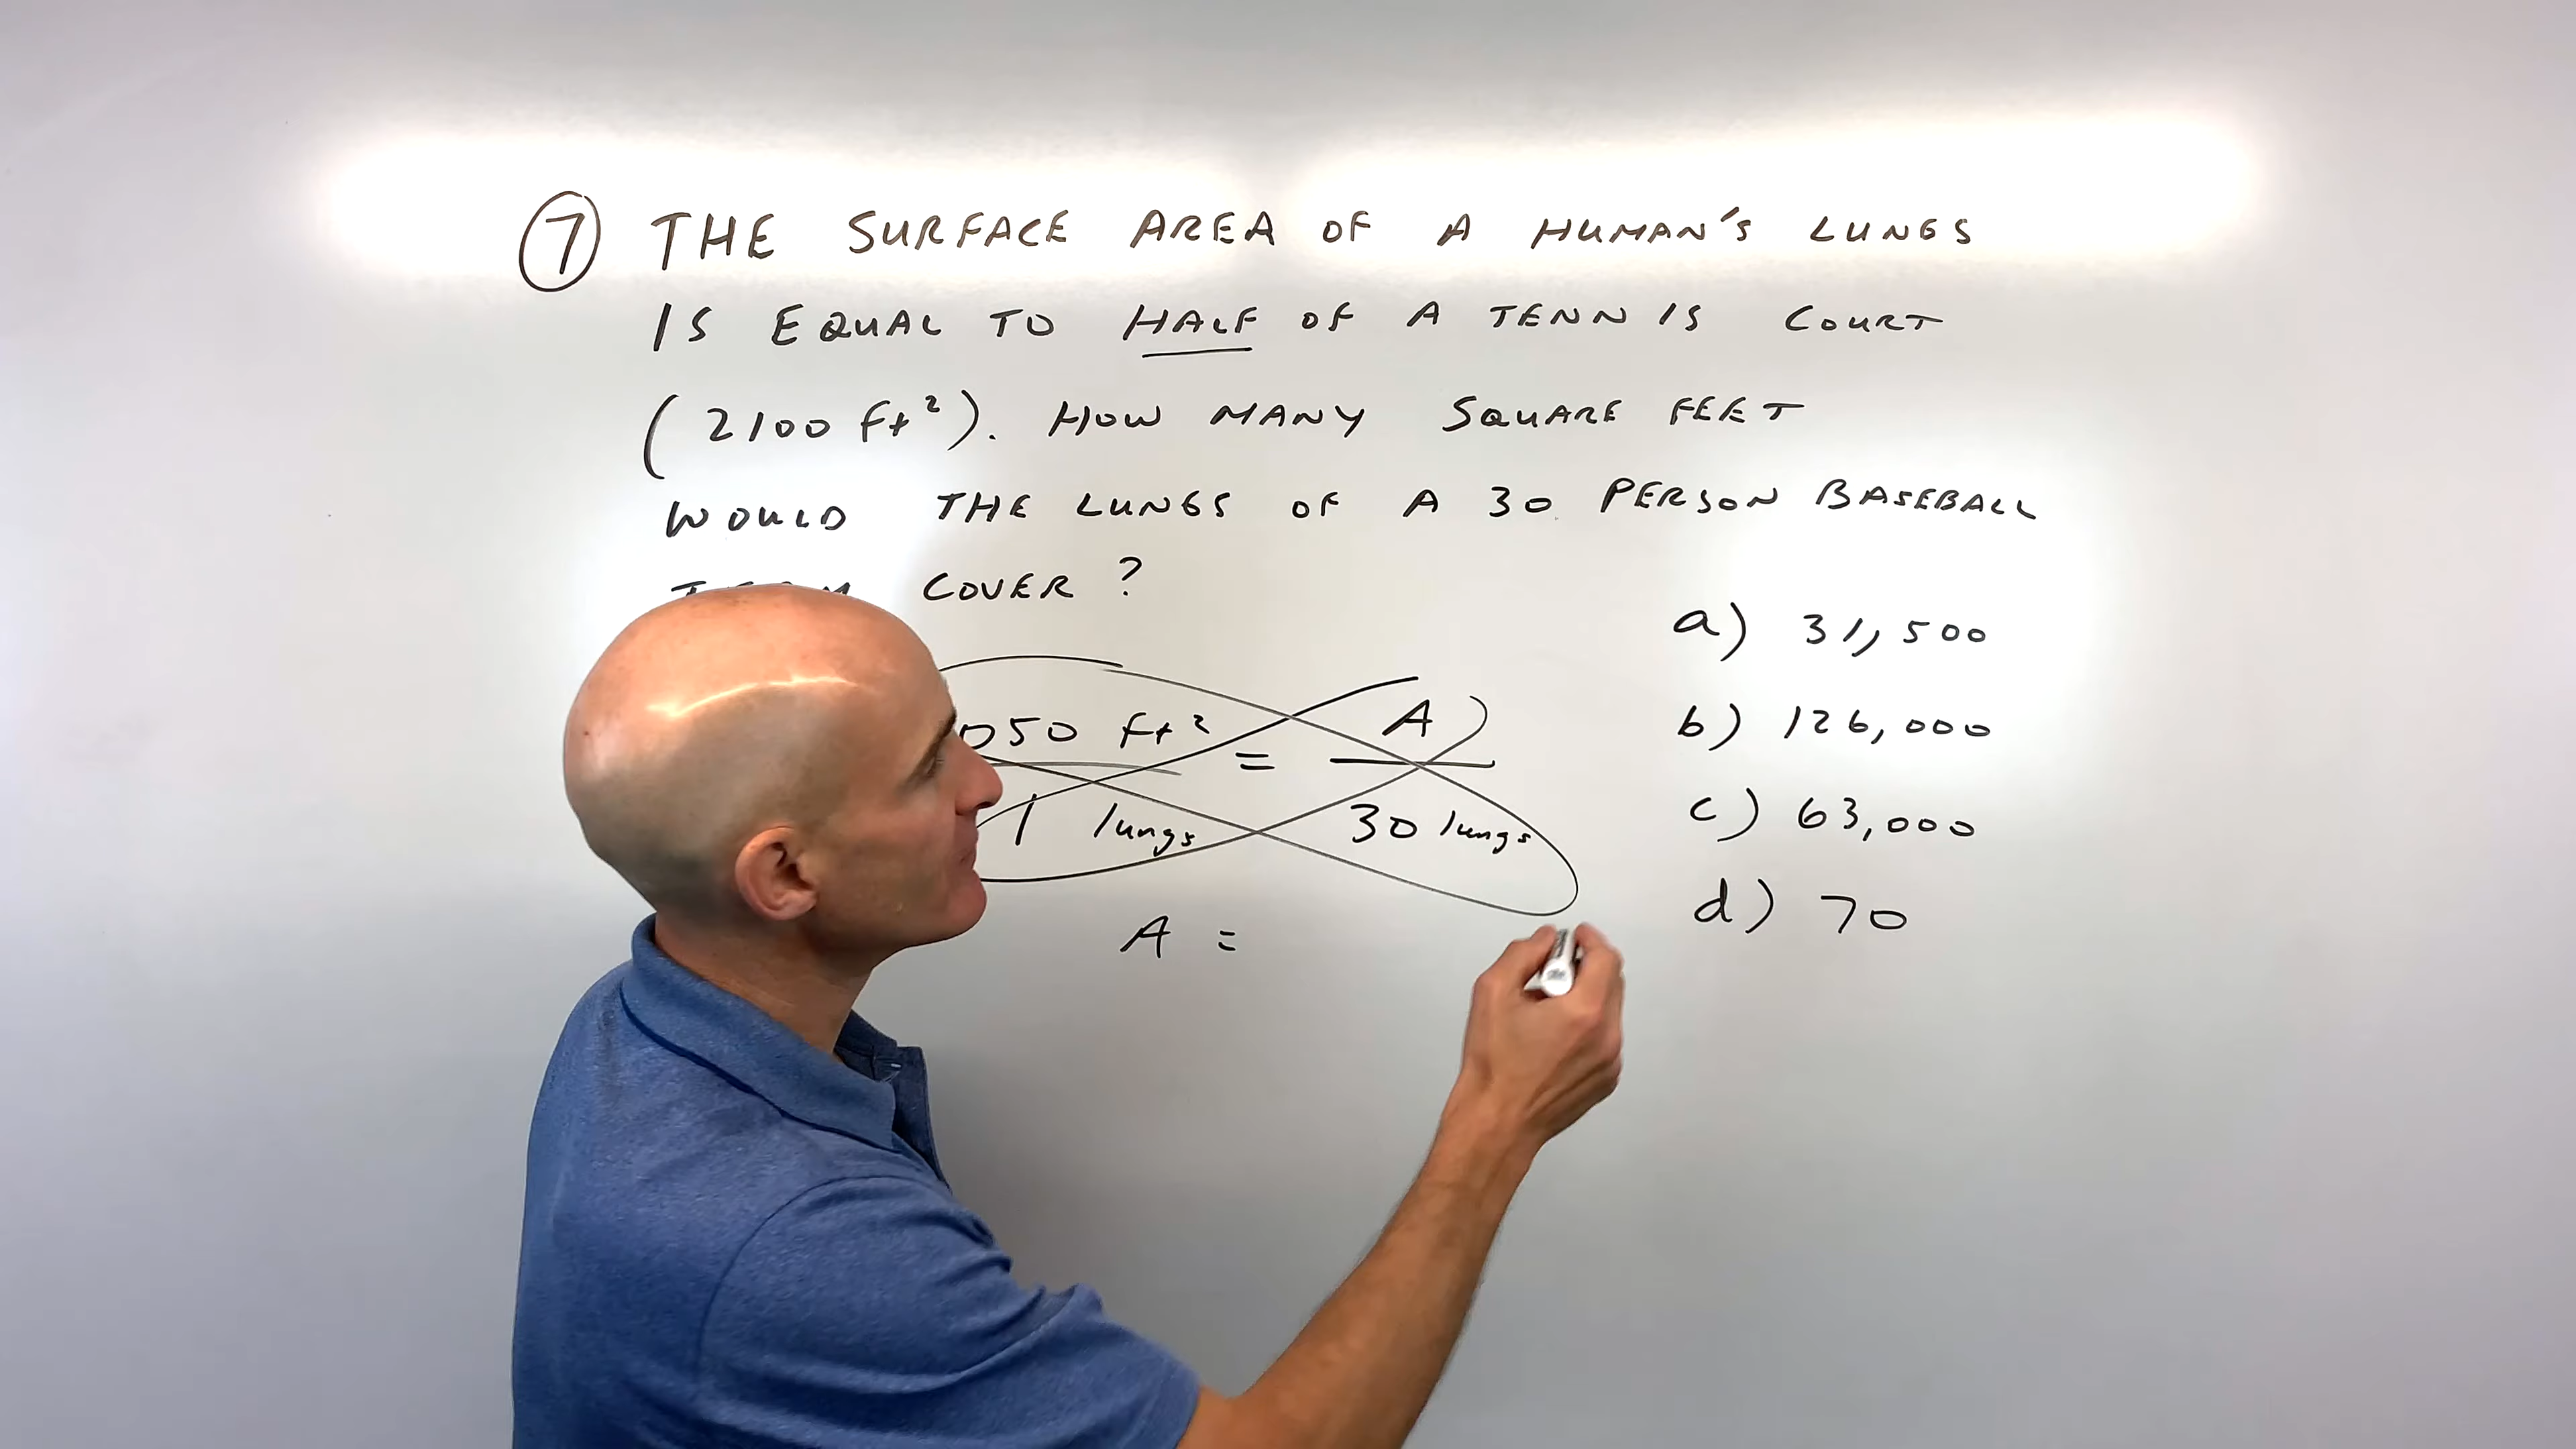 7 THE SURFACE AREA OF A HUMAN'S LUNGS
IS EQUAL TO HALF OF A TENNIS COURT
(2100 ft²). HOW MANY SQUARE FEET
WOULD THE LUNGS OF A 30 PERSON BASEBALL
COVER?
050 ft² = A
1 lungs 30 lungs
A =
a) 31,500
b) 126,000
c) 63,000
d) 70